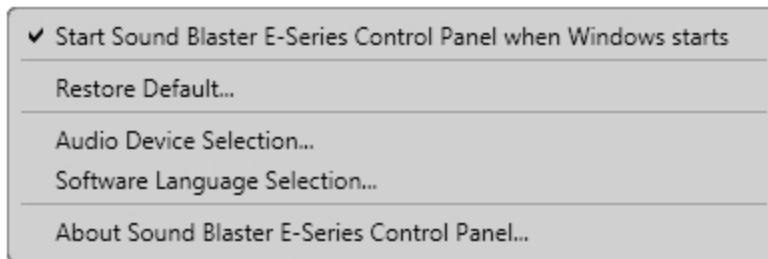 Start Sound Blaster E-Series Control Panel when Windows starts
Restore Default...
Audio Device Selection...
Software Language Selection...
About Sound Blaster E-Series Control Panel...